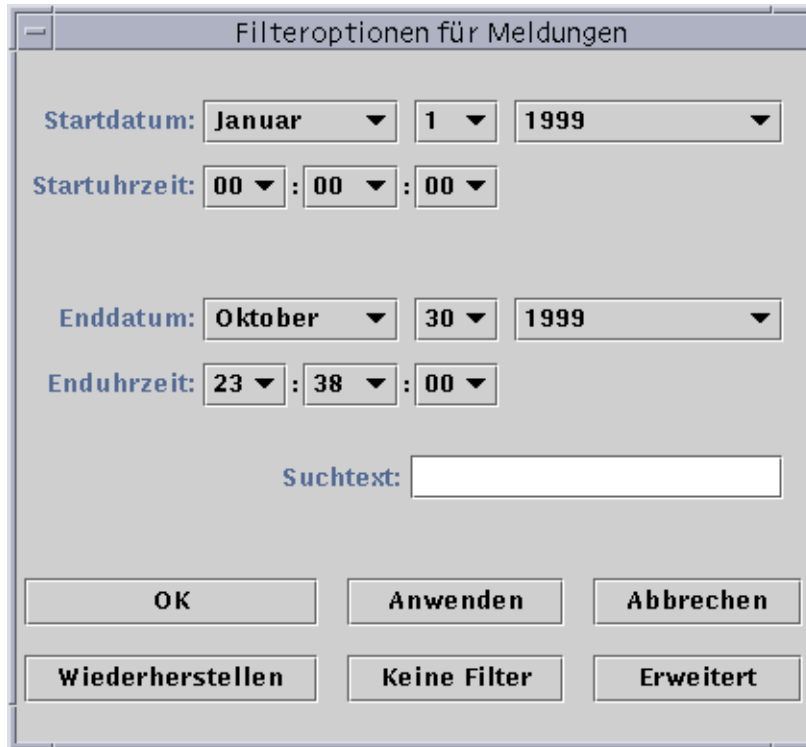 Filteroptionen für Meldungen
Startdatum: Januar 1 1999
Startuhrzeit: 00 : 00 : 00
Enddatum: Oktober 30 1999
Enduhrzeit: 23 : 38 : 00
Suchtext:
OK Anwenden Abbrechen
Wiederherstellen Keine Filter Erweitert